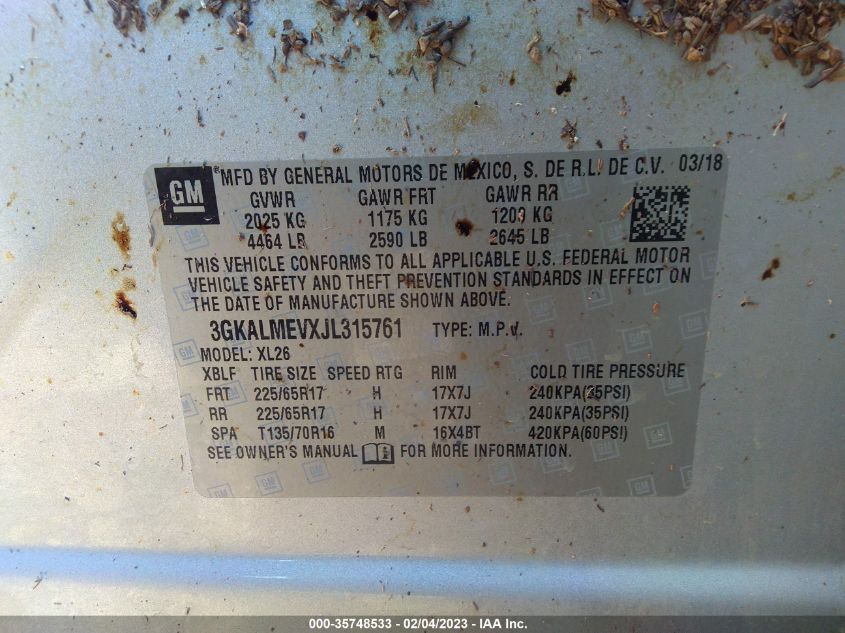 GM ®MFD BY GENERAL MOTORS DE MEXICO, S. DE R.L. DE C.V. 03/18
GVWR GAWR FRT GAWR RR
2025 KG 1175 KG 1200 KG
4464 LB 2590 LB 2645 LB
THIS VEHICLE CONFORMS TO ALL APPLICABLE U.S. FEDERAL MOTOR
VEHICLE SAFETY AND THEFT PREVENTION STANDARDS IN EFFECT ON
THE DATE OF MANUFACTURE SHOWN ABOVE.
3GKALMEVXJL315761 TYPE: M.P.V.
MODEL: XL26
XBLF TIRE SIZE SPEED RTG RIM COLD TIRE PRESSURE
FRT 225/65R17 H 17X7J 240KPA(35PSI)
RR 225/65R17 H 17X7J 240KPA(35PSI)
SPA T135/70R16 M 16X4BT 420KPA(60PSI)
SEE OWNER'S MANUAL FOR MORE INFORMATION.
000-35748533 - 02/04/2023 - IAA Inc.